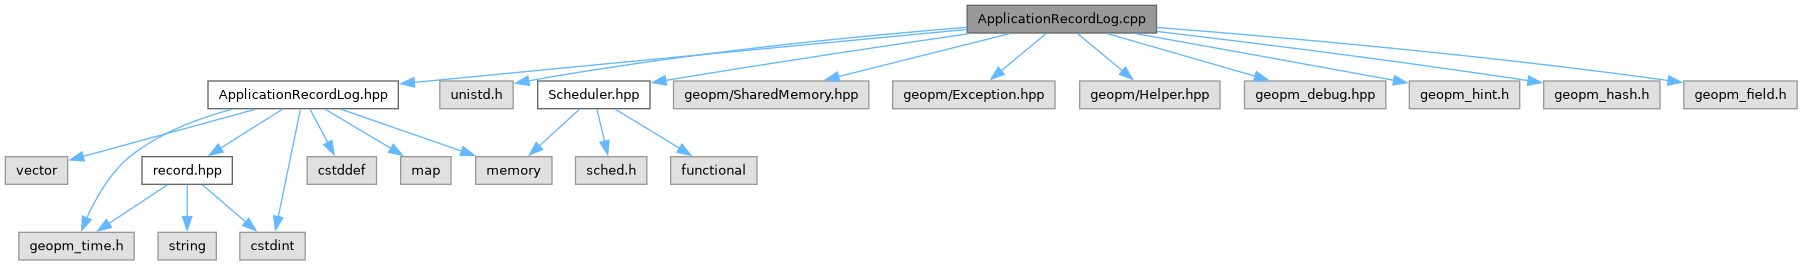 ApplicationRecordLog.cpp
ApplicationRecordLog.hpp
unistd.h
Scheduler.hpp
geopm/SharedMemory.hpp
geopm/Exception.hpp
geopm/Helper.hpp
geopm_debug.hpp
geopm_hint.h
geopm_hash.h
geopm_field.h
vector
record.hpp
cstddef
map
memory
sched.h
functional
geopm_time.h
string
cstdint